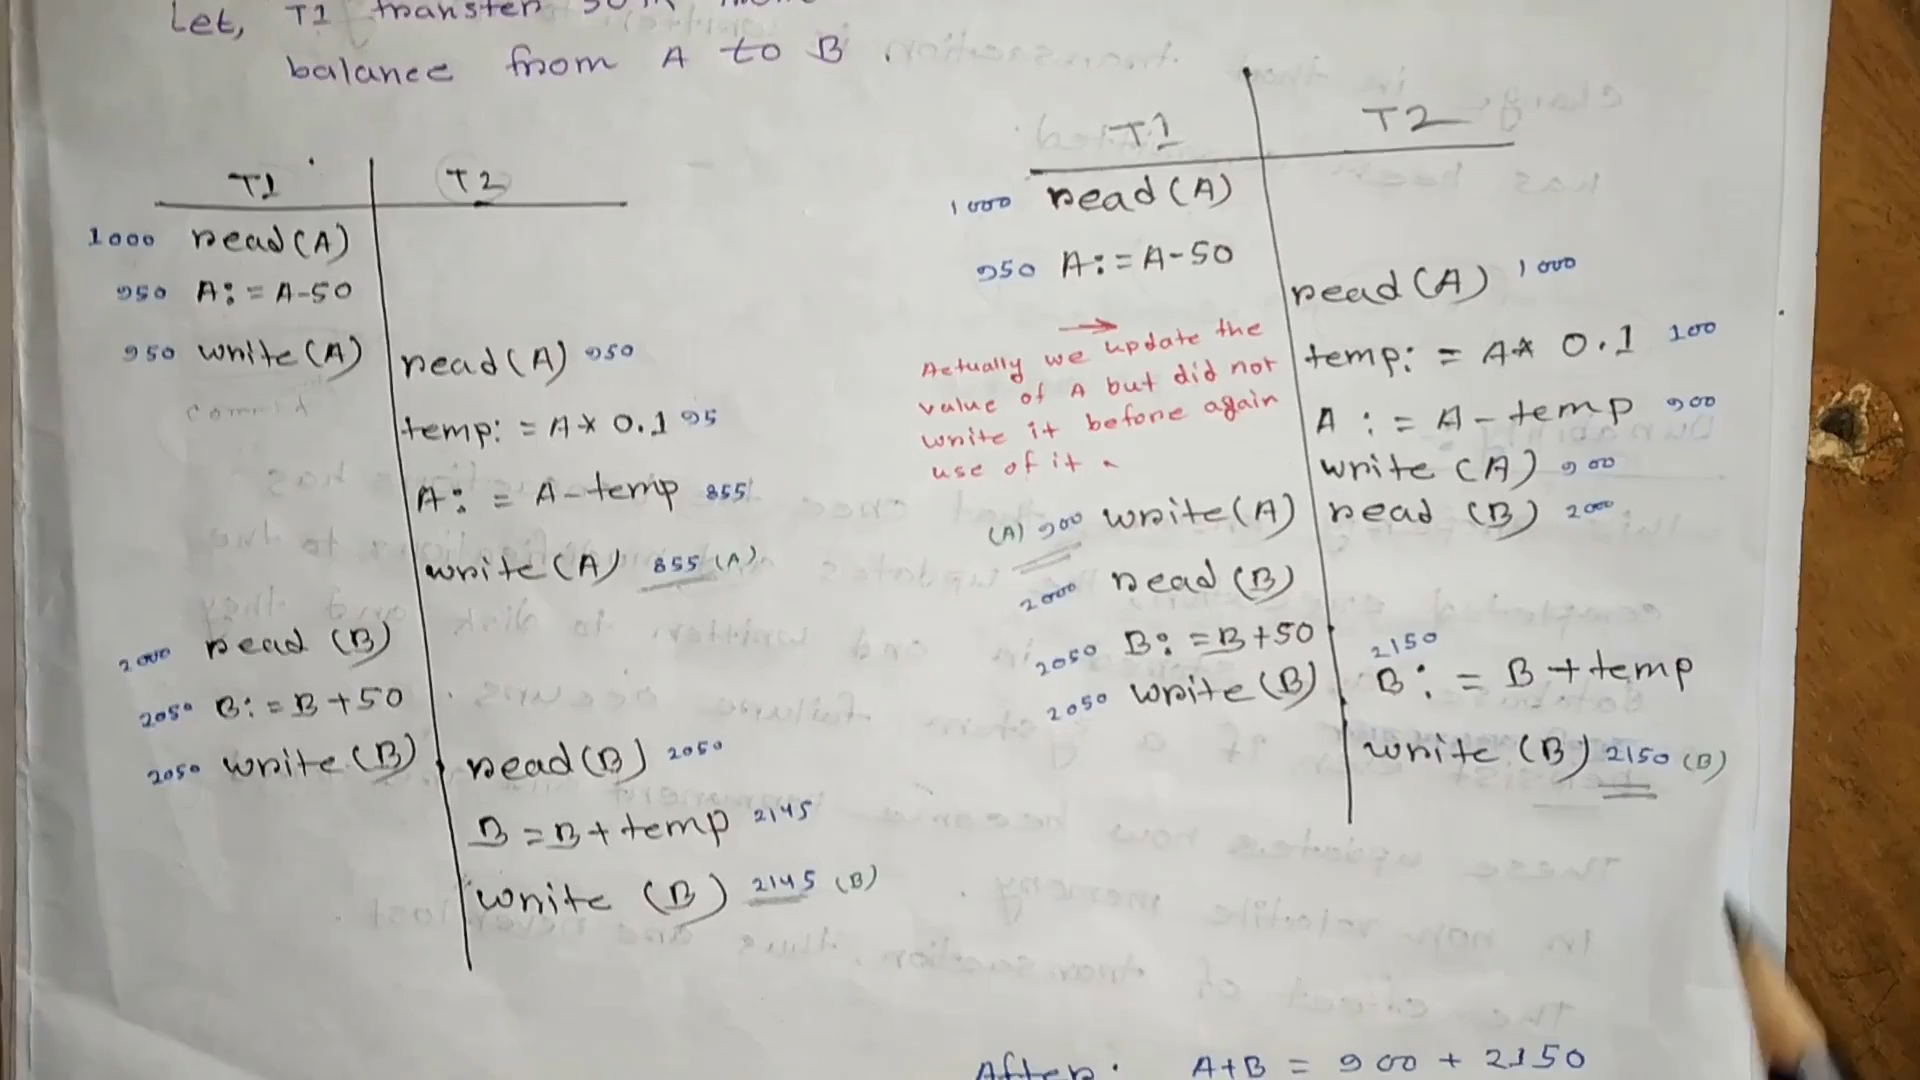 Let, T1 transfer
balance from A to B.
T1 T2
1000 read(A)
950 A:=A-50
950 write(A) read(A) 950
temp:=A* 0.1 95
A:=A-temp 855
write(A) 855 (A)
2000 read (B)
2050 B:=B+50
2050 write(B) read(B) 2050
B=B+temp 2145
write (B) 2145 (B)
T1 T2
1000 read(A)
950 A:=A-50
read(A) 1000
temp:=A* 0.1 100
A:=A-temp 900
write(A) 900
→
Actually we update the
value of A but did not
write it before again
use of it.
(A) 900 write(A) read (B) 2000
2000 read (B)
2050 B:=B+50
2050 write(B)
2150
B:=B+temp
write (B) 2150 (B)
After: A+B = 900 + 2150